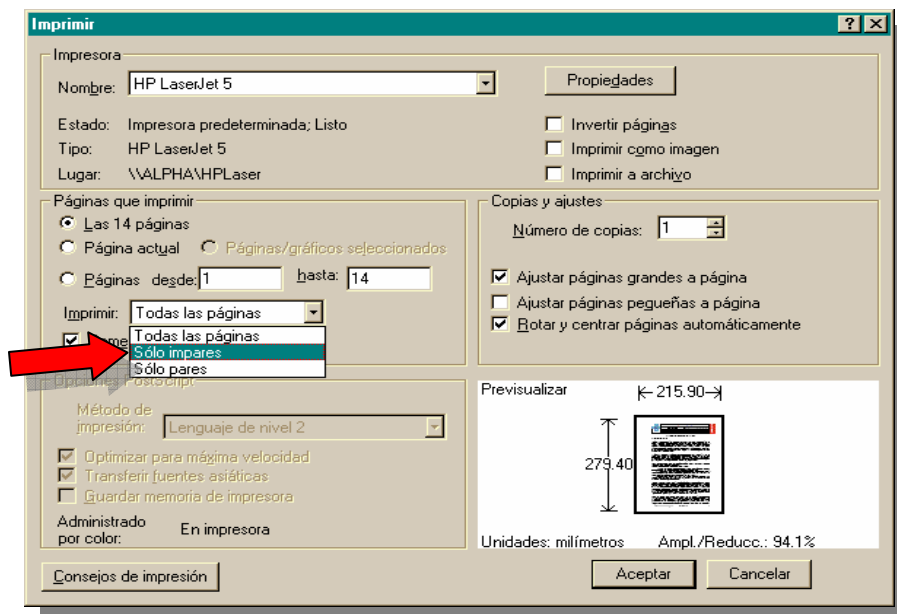 Imprimir
Impresora
Nombre: HP LaserJet 5
Propiedades
Estado: Impresora predeterminada; Listo
Invertir páginas
Tipo: HP LaserJet 5
Imprimir como imagen
Lugar: \\ALPHA\HPLaser
Imprimir a archivo
Páginas que imprimir
Las 14 páginas
Página actual Páginas/gráficos seleccionados
Páginas desde: 1 hasta: 14
Imprimir: Todas las páginas
Todas las páginas
Sólo impares
Sólo pares
Copias y ajustes
Número de copias: 1
Ajustar páginas grandes a página
Ajustar páginas pequeñas a página
Rotar y centrar páginas automáticamente
Opciones PostScript
Método de
impresión: Lenguaje de nivel 2
Optimizar para máxima velocidad
Transferir fuentes asiáticas
Guardar memoria de impresora
Administrado
por color: En impresora
Previsualizar
215.90
279.40
Unidades: milímetros Ampl./Reducc.: 94.1%
Consejos de impresión
Aceptar
Cancelar